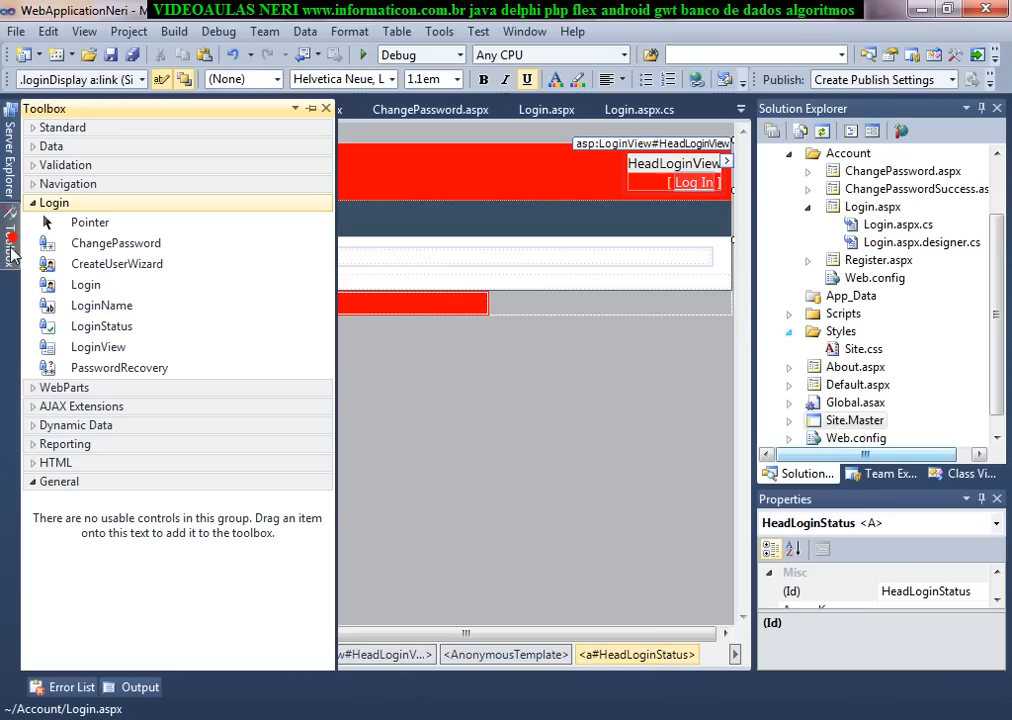 WebApplicationNeri - M
VIDEOAULAS NERI www.informaticon.com.br java delphi php flex android gwt banco de dados algoritmos
File Edit View Project Build Debug Team Data Format Table Tools Test Window Help
Debug Any CPU
.loginDisplay a:link (Si (None) Helvetica Neue, L 1.1em B I U A Publish: Create Publish Settings
Toolbox
x ChangePassword.aspx Login.aspx Login.aspx.cs
Solution Explorer
Server Explorer
Toolbox
Standard
Data
Validation
Navigation
Login
Pointer
ChangePassword
CreateUserWizard
Login
LoginName
LoginStatus
LoginView
PasswordRecovery
WebParts
AJAX Extensions
Dynamic Data
Reporting
HTML
General
There are no usable controls in this group. Drag an item
onto this text to add it to the toolbox.
asp:LoginView#HeadLoginView
HeadLoginView
[ Log In ]
w#HeadLoginV...> <AnonymousTemplate> <a#HeadLoginStatus>
Account
ChangePassword.aspx
ChangePasswordSuccess.as
Login.aspx
Login.aspx.cs
Login.aspx.designer.cs
Register.aspx
Web.config
App_Data
Scripts
Styles
Site.css
About.aspx
Default.aspx
Global.asax
Site.Master
Web.config
Solution... Team Ex... Class Vi...
Properties
HeadLoginStatus <A>
Misc
(Id) HeadLoginStatus
(Id)
Error List Output
~/Account/Login.aspx